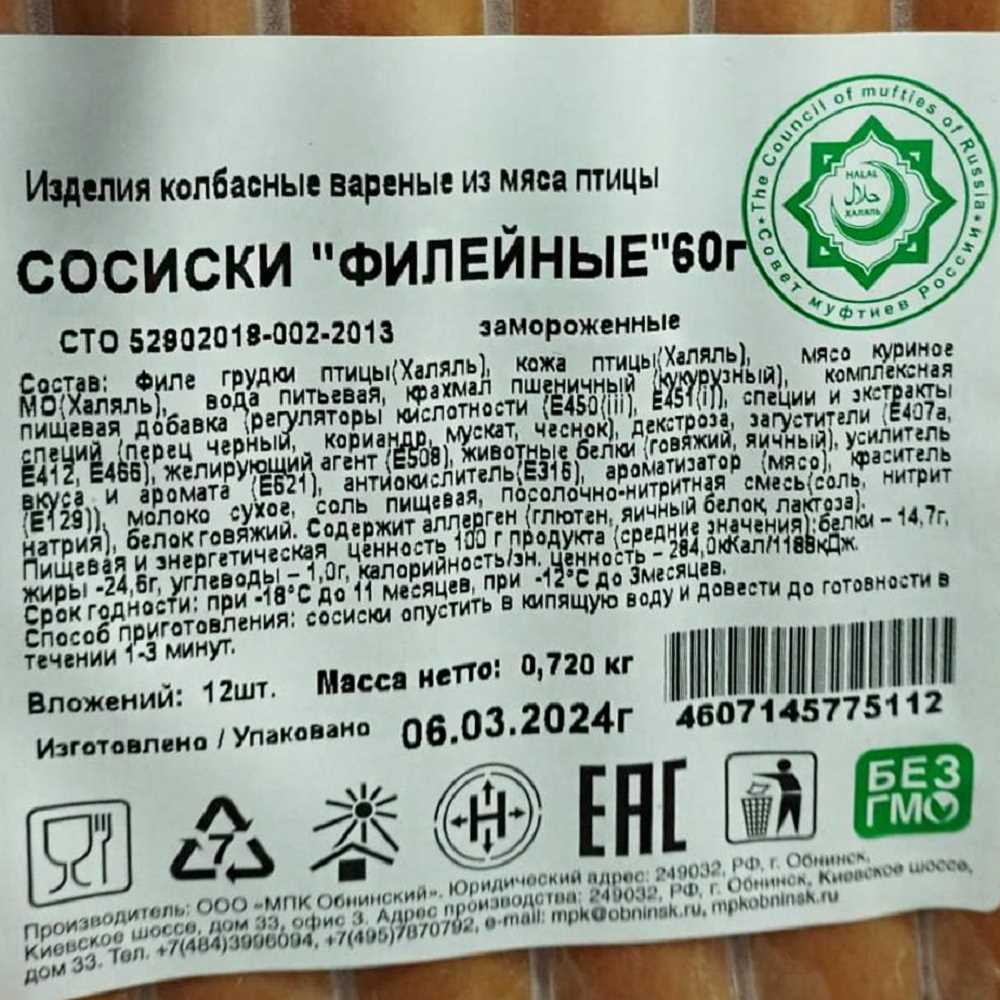 Изделия колбасные вареные из мяса птицы
СОСИСКИ "ФИЛЕЙНЫЕ"60г
СТО 52902018-002-2013 замороженные
The Council of mufties of Russia
HALAL
حلال
ХАЛЯЛЬ
Совет муфтиев России
Состав: филе грудки птицы(Халяль), кожа птицы(Халяль), мясо куриное
МО(Халяль), вода питьевая, крахмал пшеничный (кукурузный), комплексная
пищевая добавка (регуляторы кислотности (Е450(iii), Е451(i)), специи и экстракты
специй (перец черный, кориандр, мускат, чеснок), декстроза, загустители (Е407а,
Е412, Е466), желирующий агент (Е508), животные белки (говяжий, яичный), усилитель
вкуса и аромата (Е621), антиокислитель(Е316), ароматизатор (мясо), краситель
(Е129)), молоко сухое, соль пищевая, посолочно-нитритная смесь(соль, нитрит
натрия), белок говяжий. Содержит аллерген (глютен, яичный белок, лактоза).
Пищевая и энергетическая ценность 100 г продукта (средние значения):белки – 14,7г,
жиры -24,6г, углеводы – 1,0г, калорийность/эн. ценность – 284,0кКал/1188кДж.
Срок годности: при -18°С до 11 месяцев, при -12°С до 3месяцев.
Способ приготовления: сосиски опустить в кипящую воду и довести до готовности в
течении 1-3 минут.
Вложений: 12шт. Масса нетто: 0,720 кг
Изготовлено / Упаковано 06.03.2024г
4607145775112
7
Н
ЕАС
БЕЗ
ГМО
Производитель: ООО «МПК Обнинский». Юридический адрес: 249032, РФ, г. Обнинск,
Киевское шоссе, дом 33, офис 3. Адрес производства: 249032, РФ, г. Обнинск, Киевское шоссе,
дом 33. Тел. +7(484)3996094, +7(495)7870792, e-mail: mpk@obninsk.ru, mpkobninsk.ru